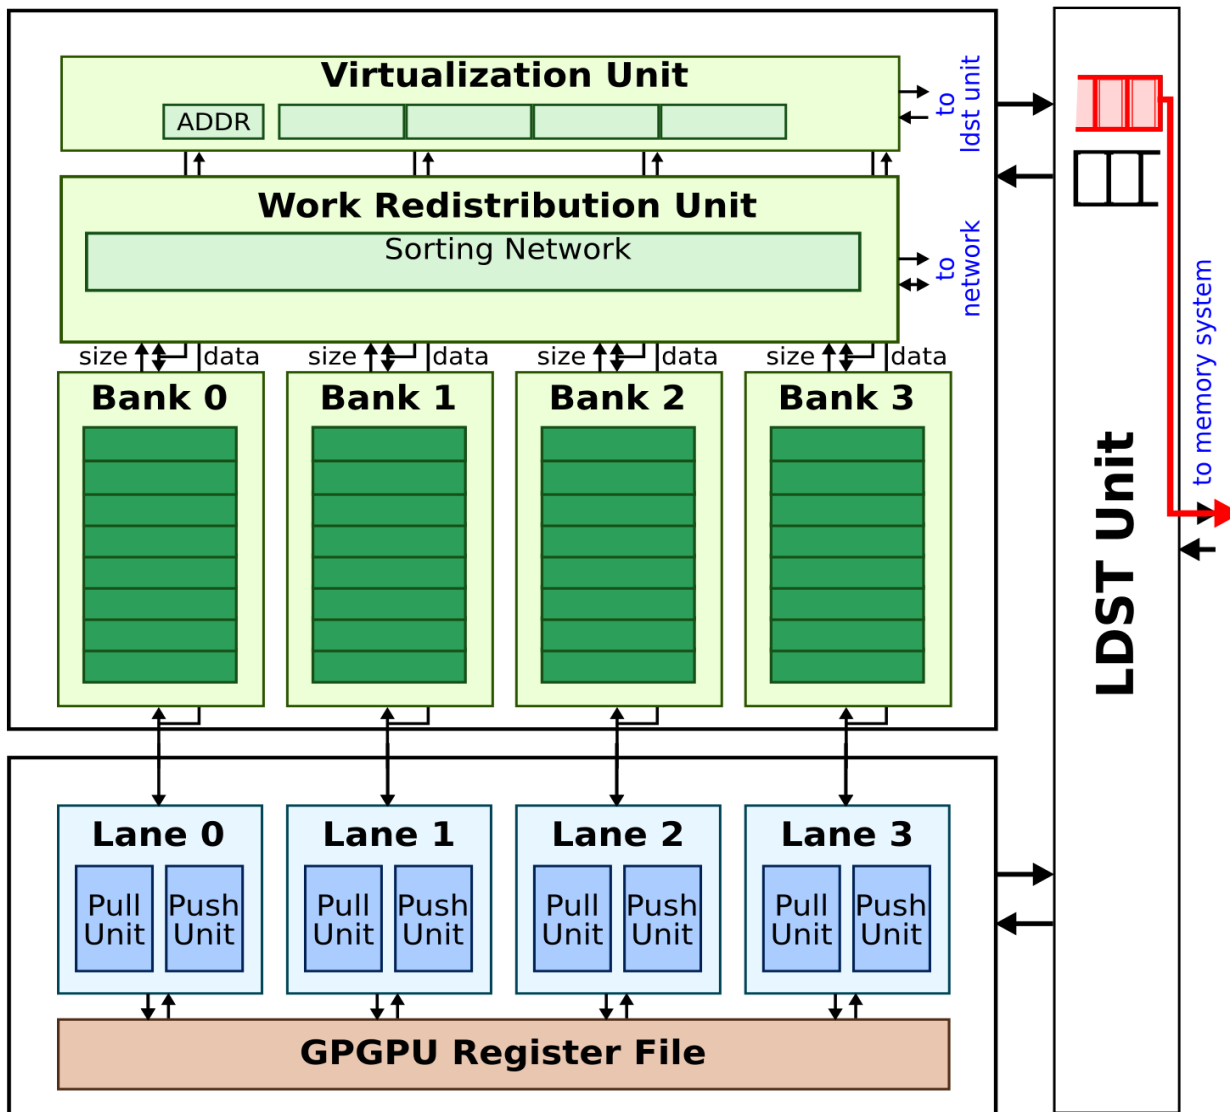 Virtualization Unit
ADDR
to
ldst unit
Work Redistribution Unit
Sorting Network
to
network
size data size data size data size data
Bank 0 Bank 1 Bank 2 Bank 3
LDST Unit
to memory system
Lane 0 Lane 1 Lane 2 Lane 3
Pull Push Pull Push Pull Push Pull Push
Unit Unit Unit Unit Unit Unit Unit Unit
GPGPU Register File